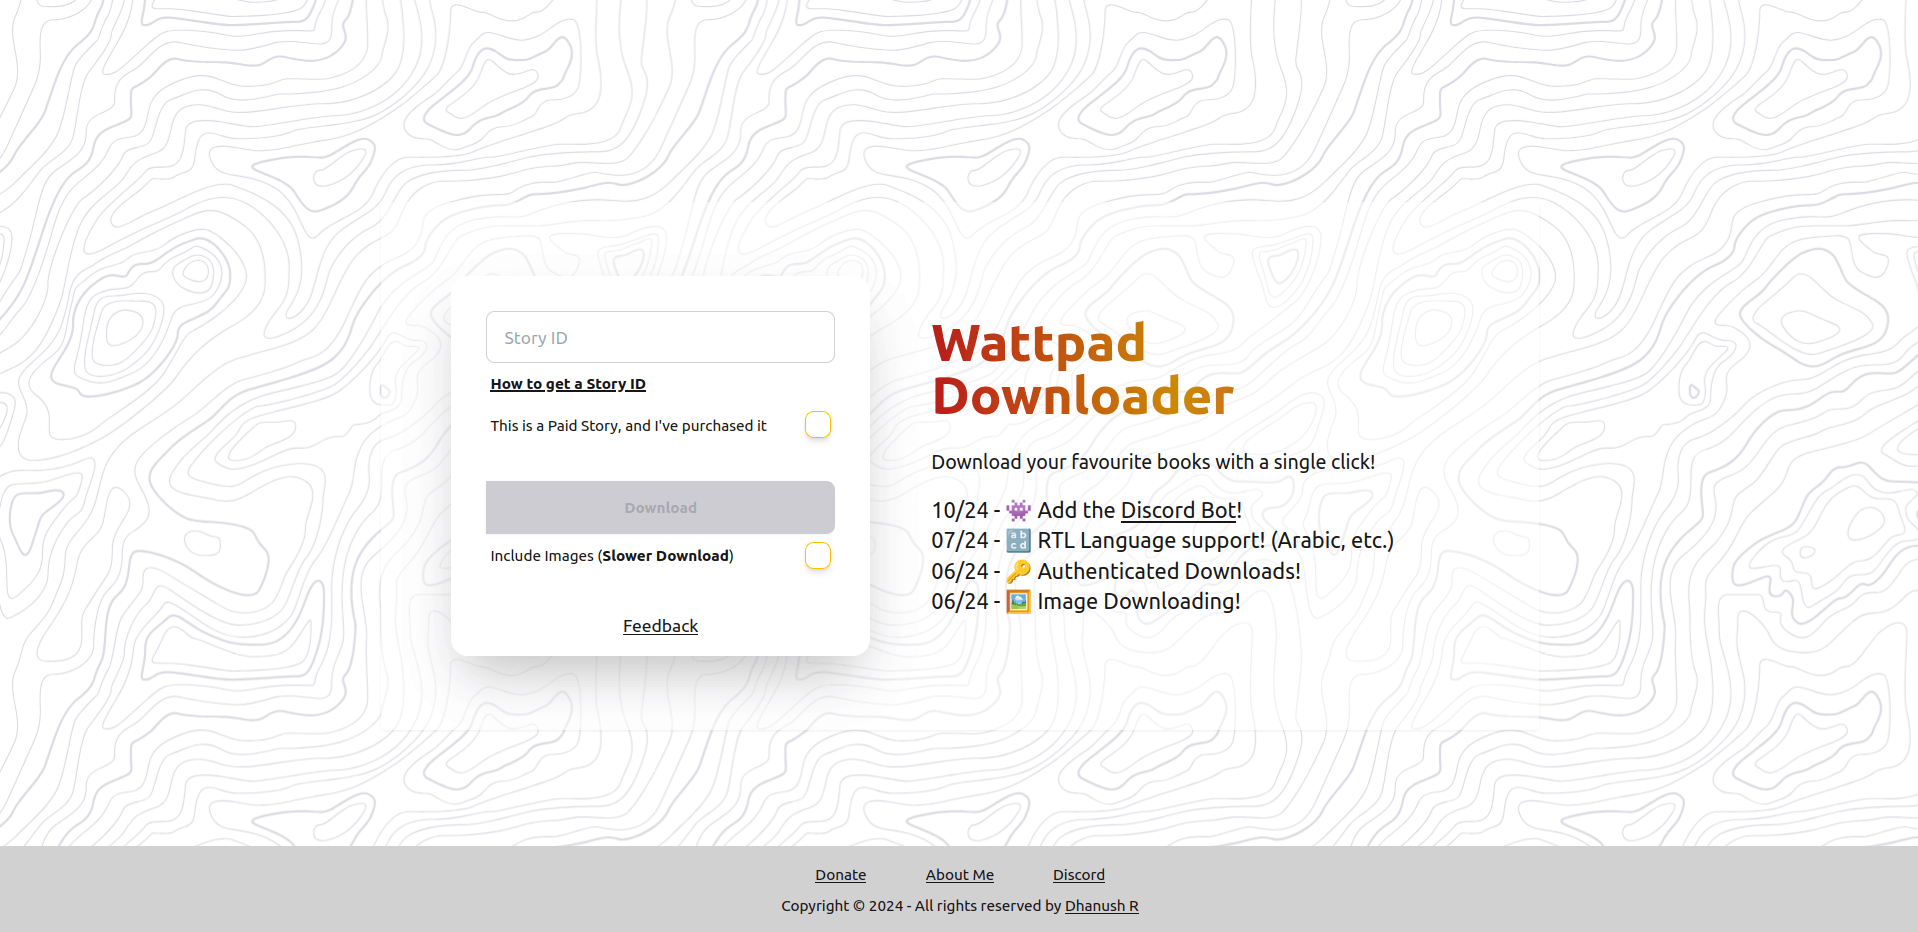 Story ID
How to get a Story ID
This is a Paid Story, and I've purchased it
Download
Include Images (Slower Download)
Feedback
Wattpad
Downloader
Download your favourite books with a single click!
10/24 - 👾 Add the Discord Bot!
07/24 - 🔡 RTL Language support! (Arabic, etc.)
06/24 - 🔑 Authenticated Downloads!
06/24 - 🖼️ Image Downloading!
Donate About Me Discord
Copyright © 2024 - All rights reserved by Dhanush R